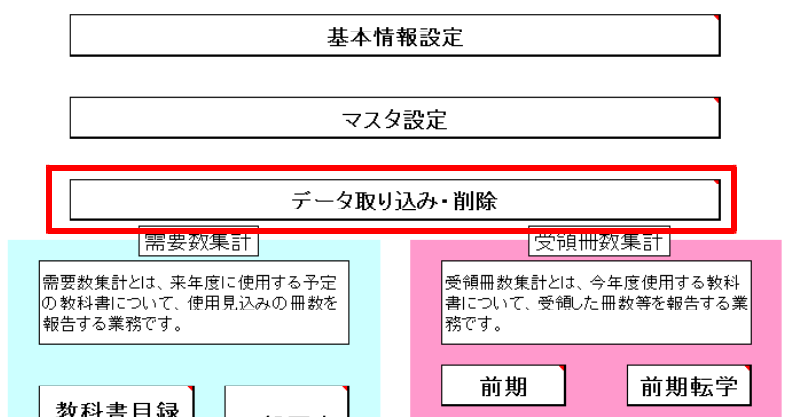 基本情報設定
マスタ設定
データ取り込み・削除
需要数集計
需要数集計とは、来年度に使用する予定
の教科書について、使用見込みの冊数を
報告する業務です。
教科書目録
受領冊数集計
受領冊数集計とは、今年度使用する教科
書について、受領した冊数等を報告する業
務です。
前期
前期転学